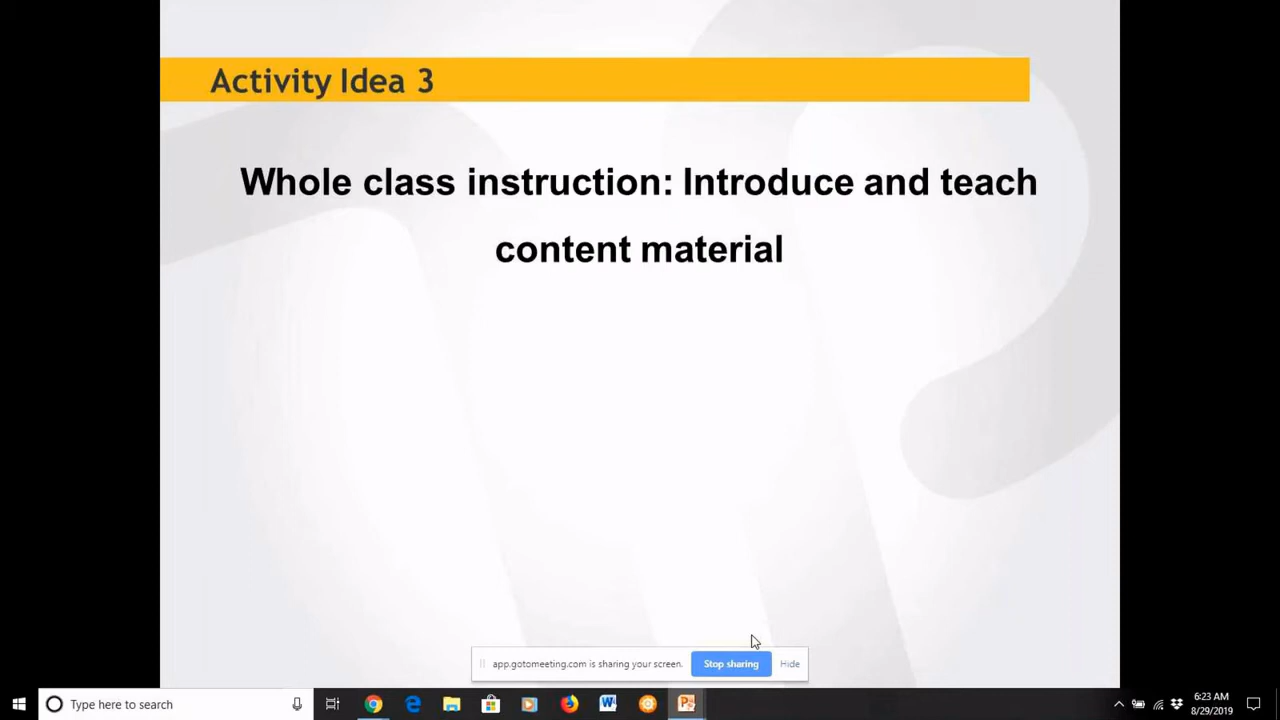 Activity Idea 3
Whole class instruction: Introduce and teach
content material
app.gotomeeting.com is sharing your screen.
Stop sharing
Hide
Type here to search
6:23 AM
8/29/2019